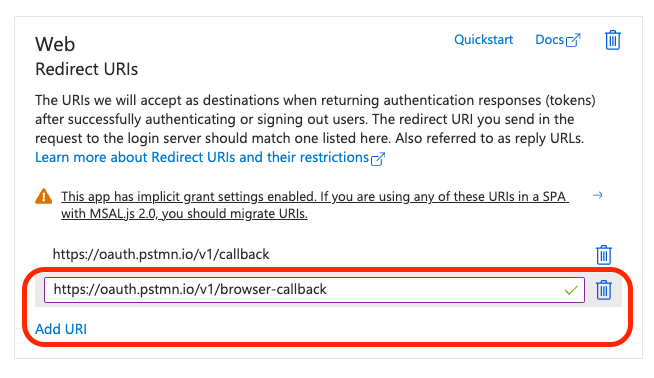 Web
Quickstart
Docs
Redirect URIs
The URIs we will accept as destinations when returning authentication responses (tokens)
after successfully authenticating or signing out users. The redirect URI you send in the
request to the login server should match one listed here. Also referred to as reply URLs.
Learn more about Redirect URIs and their restrictions
This app has implicit grant settings enabled. If you are using any of these URIs in a SPA
with MSAL.js 2.0, you should migrate URIs.
https://oauth.pstmn.io/v1/callback
https://oauth.pstmn.io/v1/browser-callback
Add URI